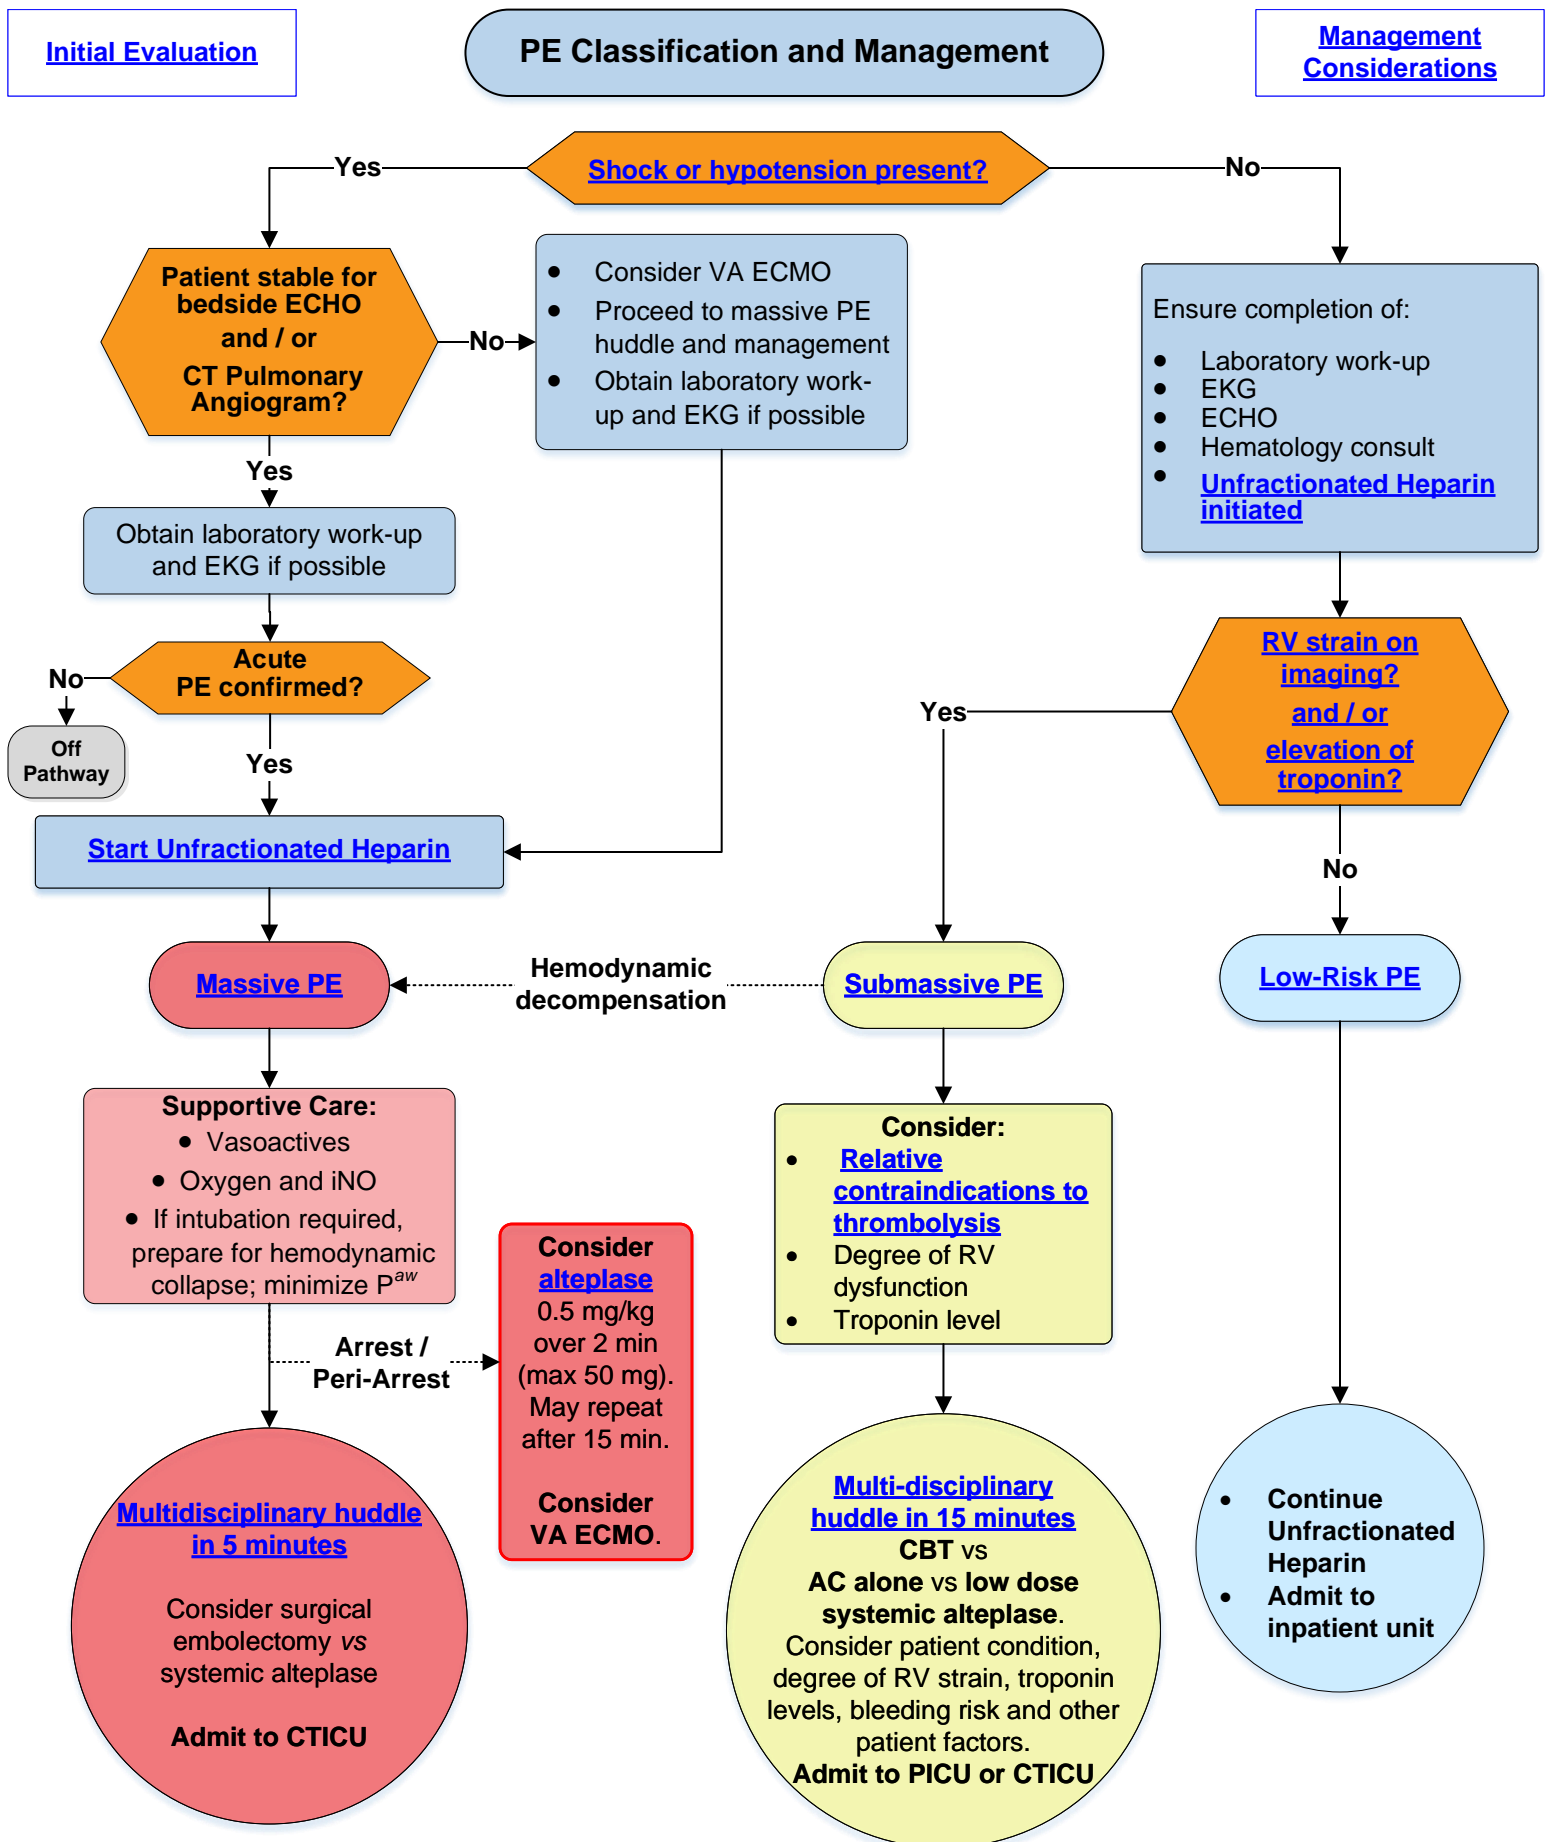 Initial Evaluation
PE Classification and Management
Management
Considerations
Yes
Shock or hypotension present?
No
Patient stable for
bedside ECHO
and / or
CT Pulmonary
Angiogram?
No
• Consider VA ECMO
• Proceed to massive PE
huddle and management
• Obtain laboratory work-
up and EKG if possible
Ensure completion of:
• Laboratory work-up
• EKG
• ECHO
• Hematology consult
• Unfractionated Heparin
initiated
Yes
Obtain laboratory work-up
and EKG if possible
Acute
PE confirmed?
No
Off
Pathway
Yes
Start Unfractionated Heparin
RV strain on
imaging?
and / or
elevation of
troponin?
Yes
No
Massive PE
Hemodynamic
decompensation
Submassive PE
Low-Risk PE
Supportive Care:
• Vasoactives
• Oxygen and iNO
• If intubation required,
prepare for hemodynamic
collapse; minimize Paw
Arrest /
Peri-Arrest
Consider
alteplase
0.5 mg/kg
over 2 min
(max 50 mg).
May repeat
after 15 min.
Consider
VA ECMO.
Consider:
• Relative
contraindications to
thrombolysis
• Degree of RV
dysfunction
• Troponin level
Multidisciplinary huddle
in 5 minutes
Consider surgical
embolectomy vs
systemic alteplase
Admit to CTICU
Multi-disciplinary
huddle in 15 minutes
CBT vs
AC alone vs low dose
systemic alteplase.
Consider patient condition,
degree of RV strain, troponin
levels, bleeding risk and other
patient factors.
Admit to PICU or CTICU
• Continue
Unfractionated
Heparin
• Admit to
inpatient unit